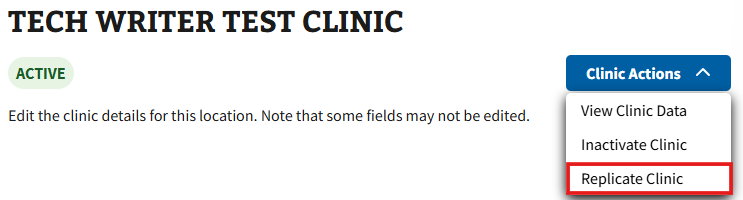 TECH WRITER TEST CLINIC
ACTIVE
Clinic Actions
Edit the clinic details for this location. Note that some fields may not be edited.
View Clinic Data
Inactivate Clinic
Replicate Clinic